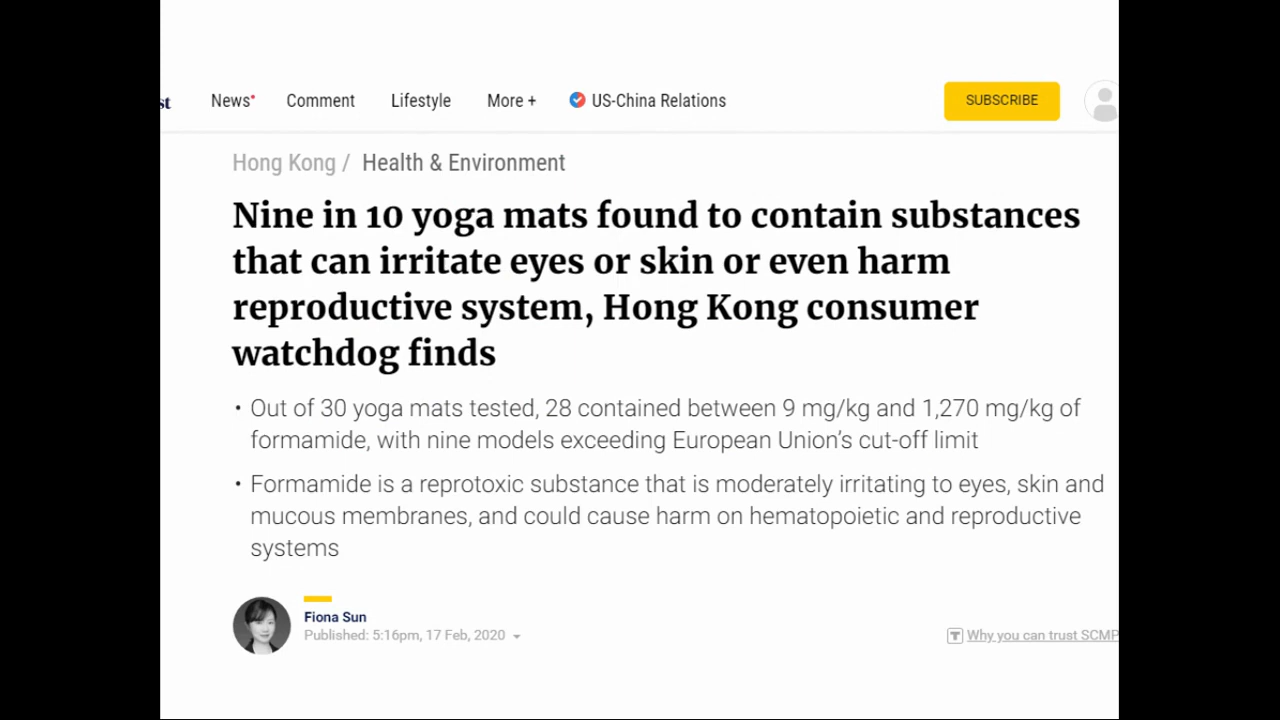 st News Comment Lifestyle More + US-China Relations SUBSCRIBE
Hong Kong / Health & Environment
Nine in 10 yoga mats found to contain substances
that can irritate eyes or skin or even harm
reproductive system, Hong Kong consumer
watchdog finds
• Out of 30 yoga mats tested, 28 contained between 9 mg/kg and 1,270 mg/kg of
formamide, with nine models exceeding European Union's cut-off limit
• Formamide is a reprotoxic substance that is moderately irritating to eyes, skin and
mucous membranes, and could cause harm on hematopoietic and reproductive
systems
Fiona Sun
Published: 5:16pm, 17 Feb, 2020
T Why you can trust SCMP